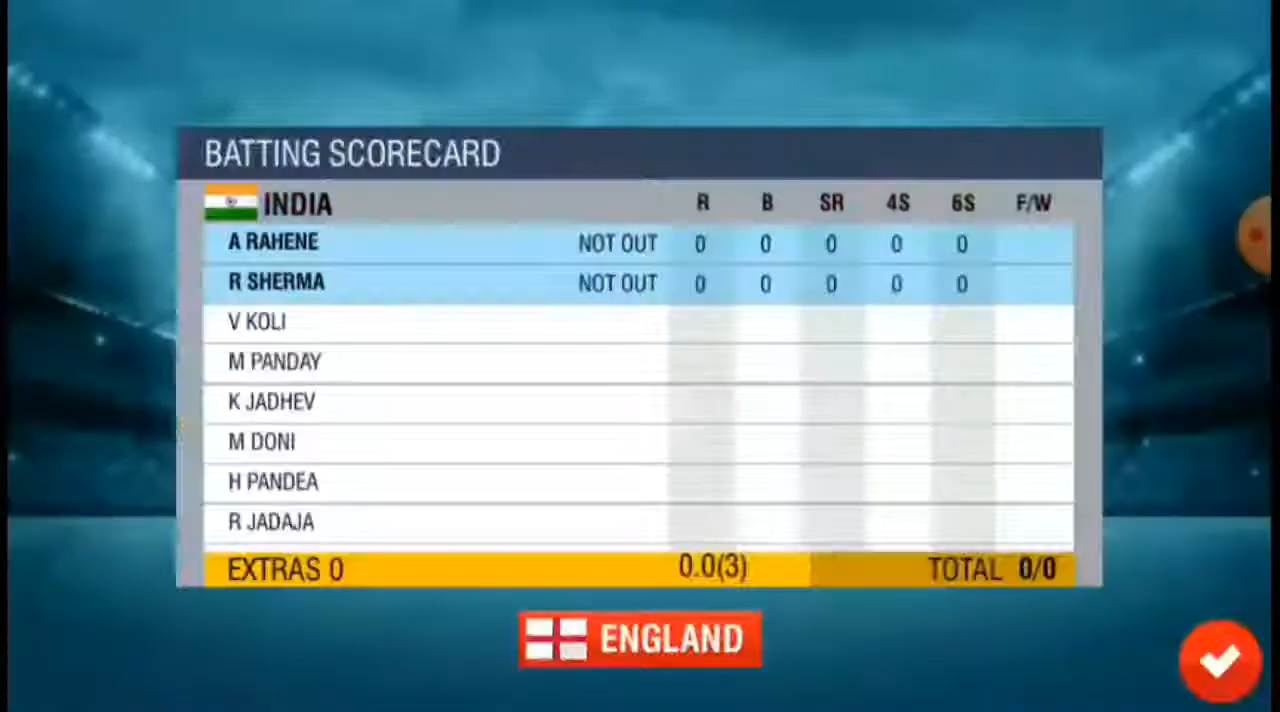 BATTING SCORECARD
INDIA R B SR 4S 6S F/W
A RAHENE NOT OUT 0 0 0 0 0
R SHERMA NOT OUT 0 0 0 0 0
V KOLI
M PANDAY
K JADHEV
M DONI
H PANDEA
R JADAJA
EXTRAS 0 0.0(3) TOTAL 0/0
ENGLAND